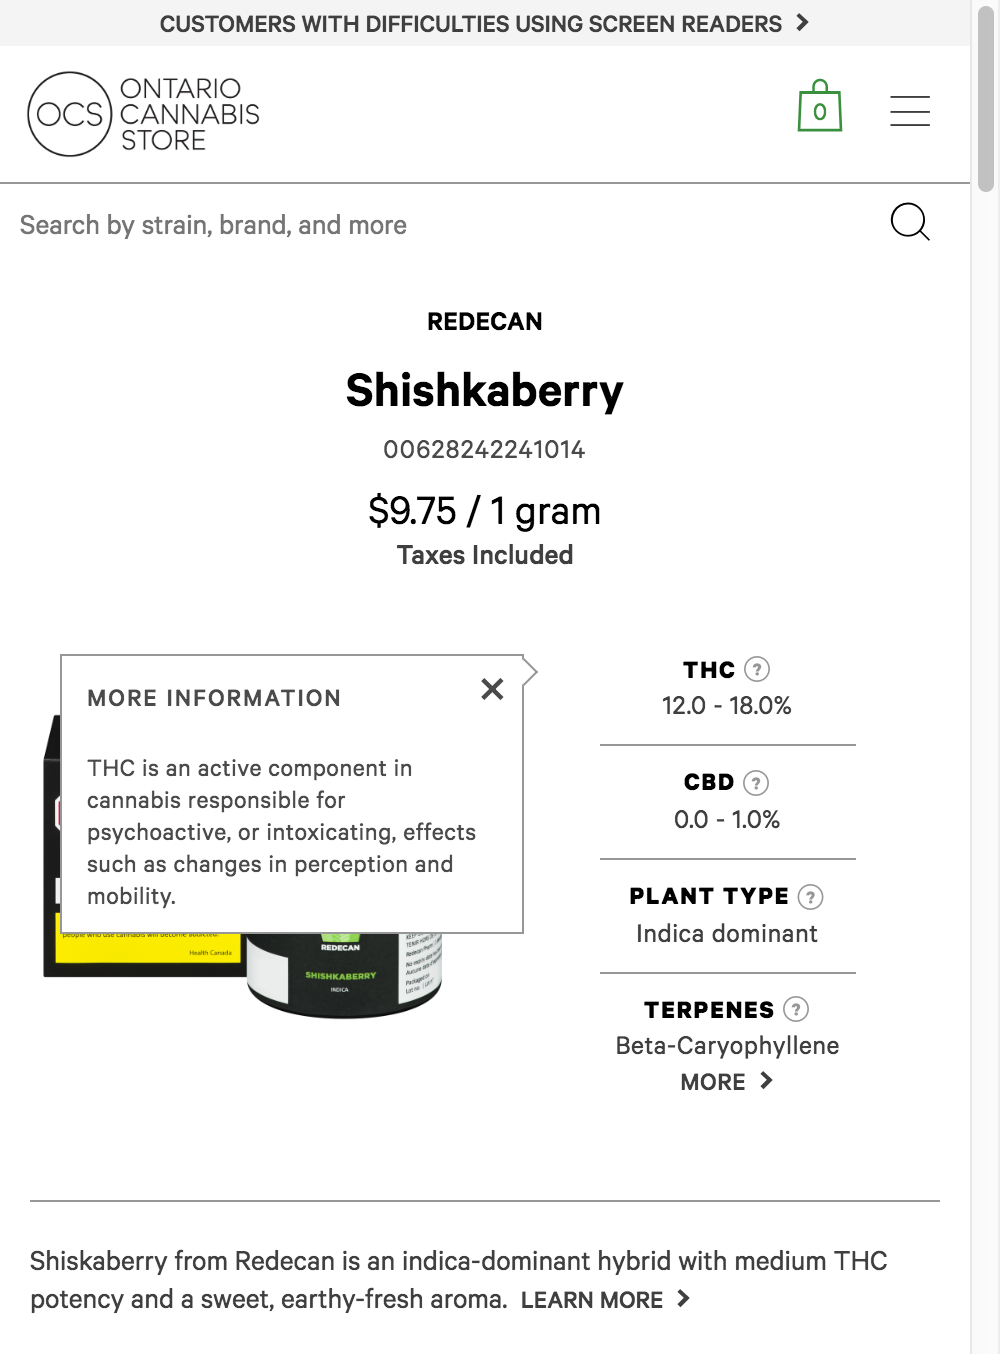 CUSTOMERS WITH DIFFICULTIES USING SCREEN READERS
OCS
ONTARIO
CANNABIS
STORE
0
Search by strain, brand, and more
REDECAN
Shishkaberry
00628242241014
$9.75 / 1 gram
Taxes Included
MORE INFORMATION
THC is an active component in
cannabis responsible for
psychoactive, or intoxicating, effects
such as changes in perception and
mobility.
people who use cannabis will become addicted.
Health Canada
REDECAN
SHISHKABERRY
INDICA
THC ?
12.0 - 18.0%
CBD ?
0.0 - 1.0%
PLANT TYPE ?
Indica dominant
TERPENES ?
Beta-Caryophyllene
MORE
Shiskaberry from Redecan is an indica-dominant hybrid with medium THC
potency and a sweet, earthy-fresh aroma. LEARN MORE